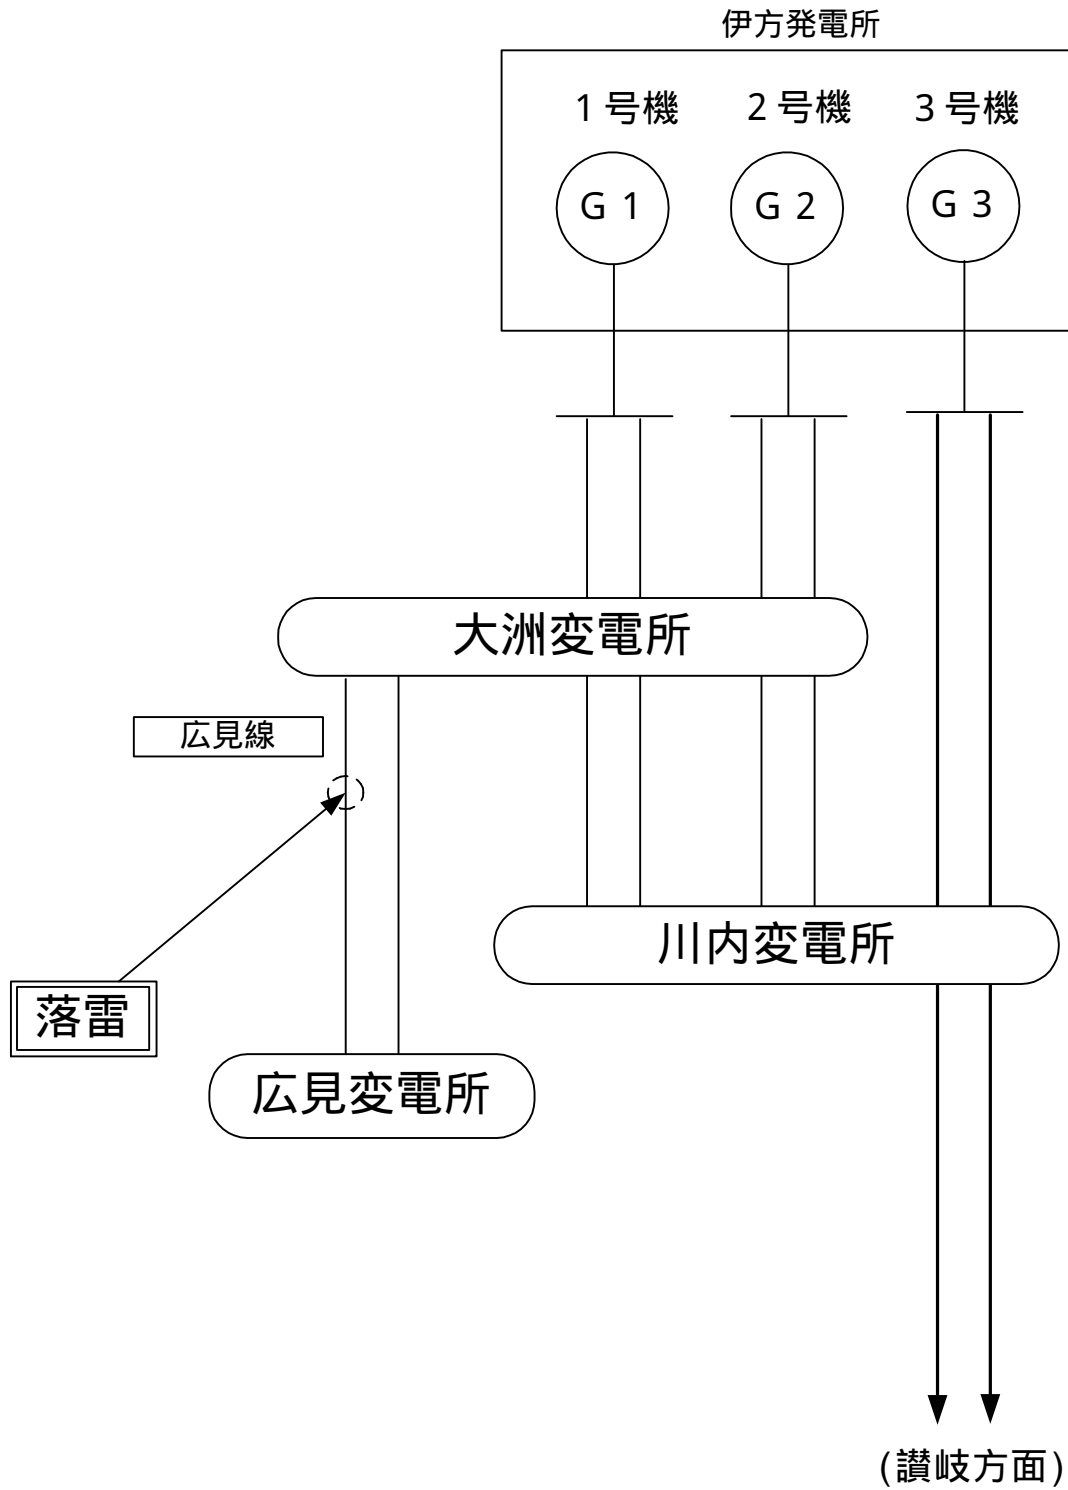 伊方発電所
1号機 2号機 3号機
G 1 G 2 G 3
大洲変電所
広見線
川内変電所
落雷
広見変電所
(讃岐方面)